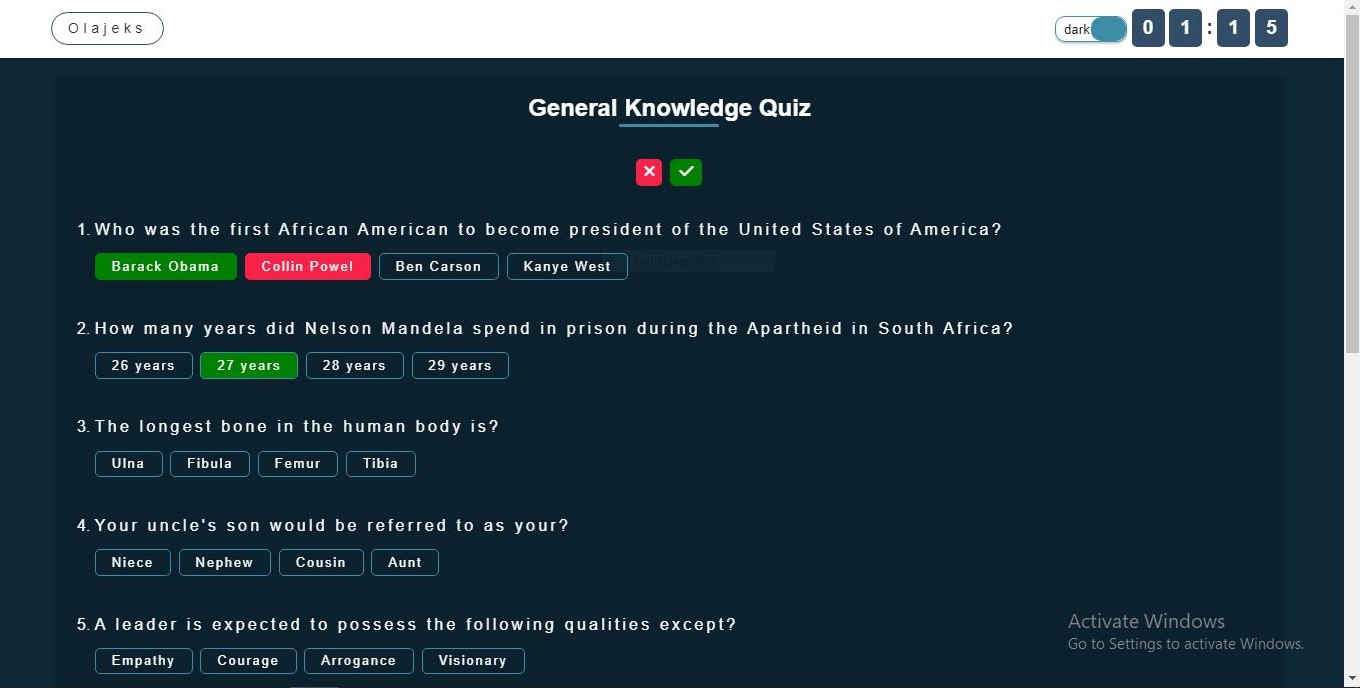 Olajeks
dark 0 1 : 1 5
General Knowledge Quiz
1. Who was the first African American to become president of the United States of America?
Barack Obama Collin Powel Ben Carson Kanye West
2. How many years did Nelson Mandela spend in prison during the Apartheid in South Africa?
26 years 27 years 28 years 29 years
3. The longest bone in the human body is?
Ulna Fibula Femur Tibia
4. Your uncle's son would be referred to as your?
Niece Nephew Cousin Aunt
5. A leader is expected to possess the following qualities except?
Empathy Courage Arrogance Visionary
Activate Windows
Go to Settings to activate Windows.